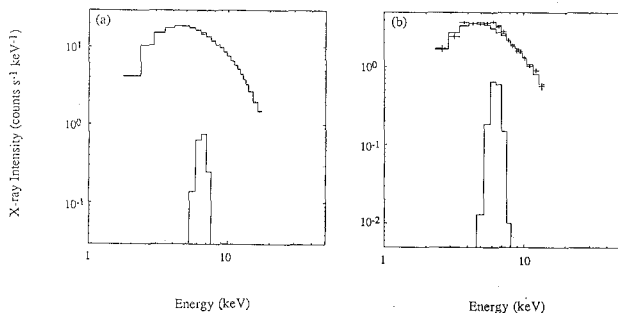 (a)
(b)
X-ray Intensity (counts s⁻¹ keV⁻¹)
10¹
10⁰
10⁻¹
1
10
Energy (keV)
10⁰
10⁻¹
10⁻²
1
10
Energy (keV)